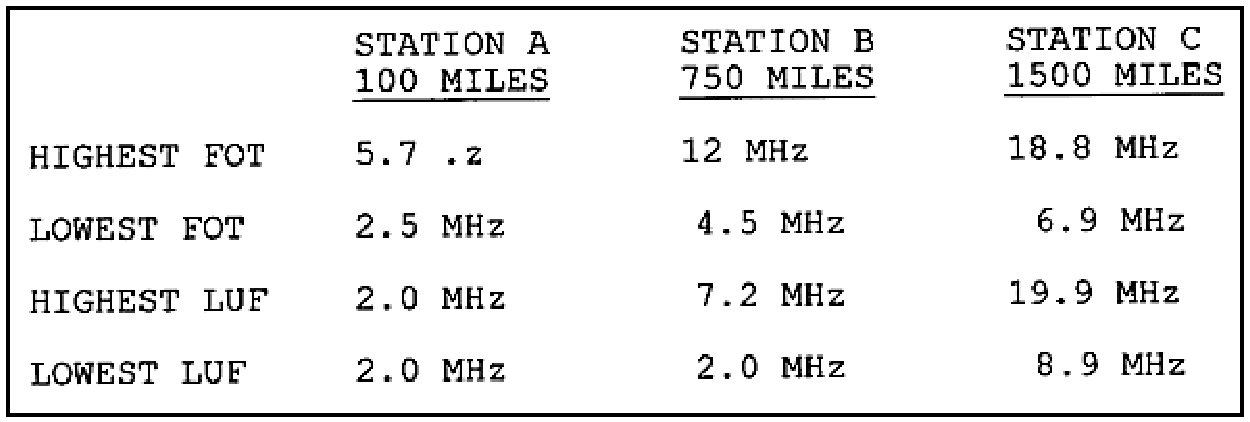 STATION A STATION B STATION C
100 MILES 750 MILES 1500 MILES
HIGHEST FOT 5.7 .z 12 MHz 18.8 MHz
LOWEST FOT 2.5 MHz 4.5 MHz 6.9 MHz
HIGHEST LUF 2.0 MHz 7.2 MHz 19.9 MHz
LOWEST LUF 2.0 MHz 2.0 MHz 8.9 MHz